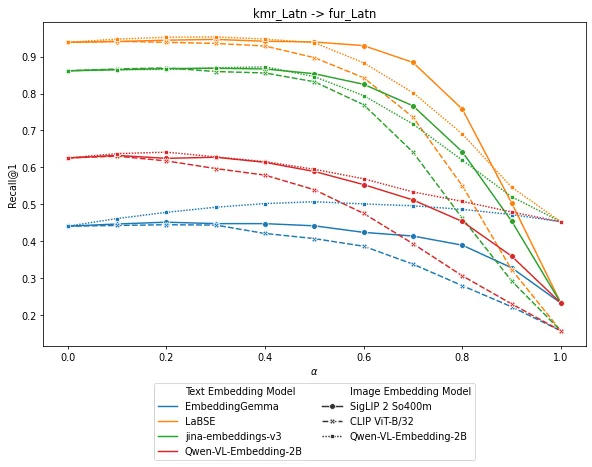 kmr_Latn -> fur_Latn
Recall@1
0.9
0.8
0.7
0.6
0.5
0.4
0.3
0.2
0.0
0.2
0.4
0.6
0.8
1.0
α
Text Embedding Model
EmbeddingGemma
LaBSE
jina-embeddings-v3
Qwen-VL-Embedding-2B
Image Embedding Model
SigLIP 2 So400m
CLIP ViT-B/32
Qwen-VL-Embedding-2B